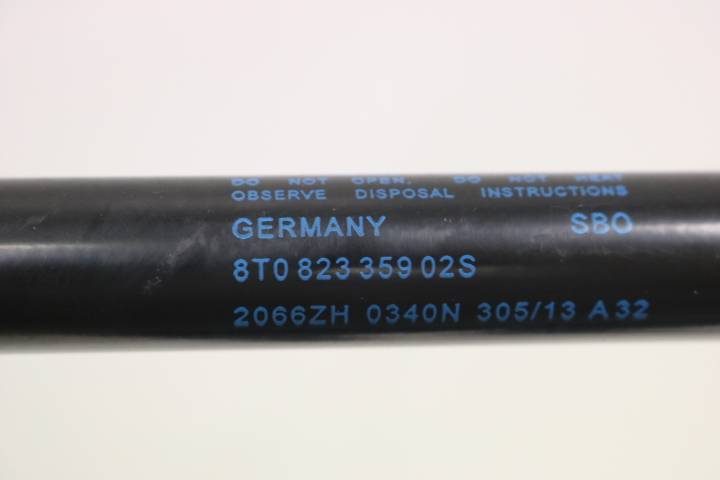 DO NOT OPEN. DO NOT HEAT
OBSERVE DISPOSAL INSTRUCTIONS
GERMANY SBO
8T0 823 359 02S
2066ZH 0340N 305/13 A 32